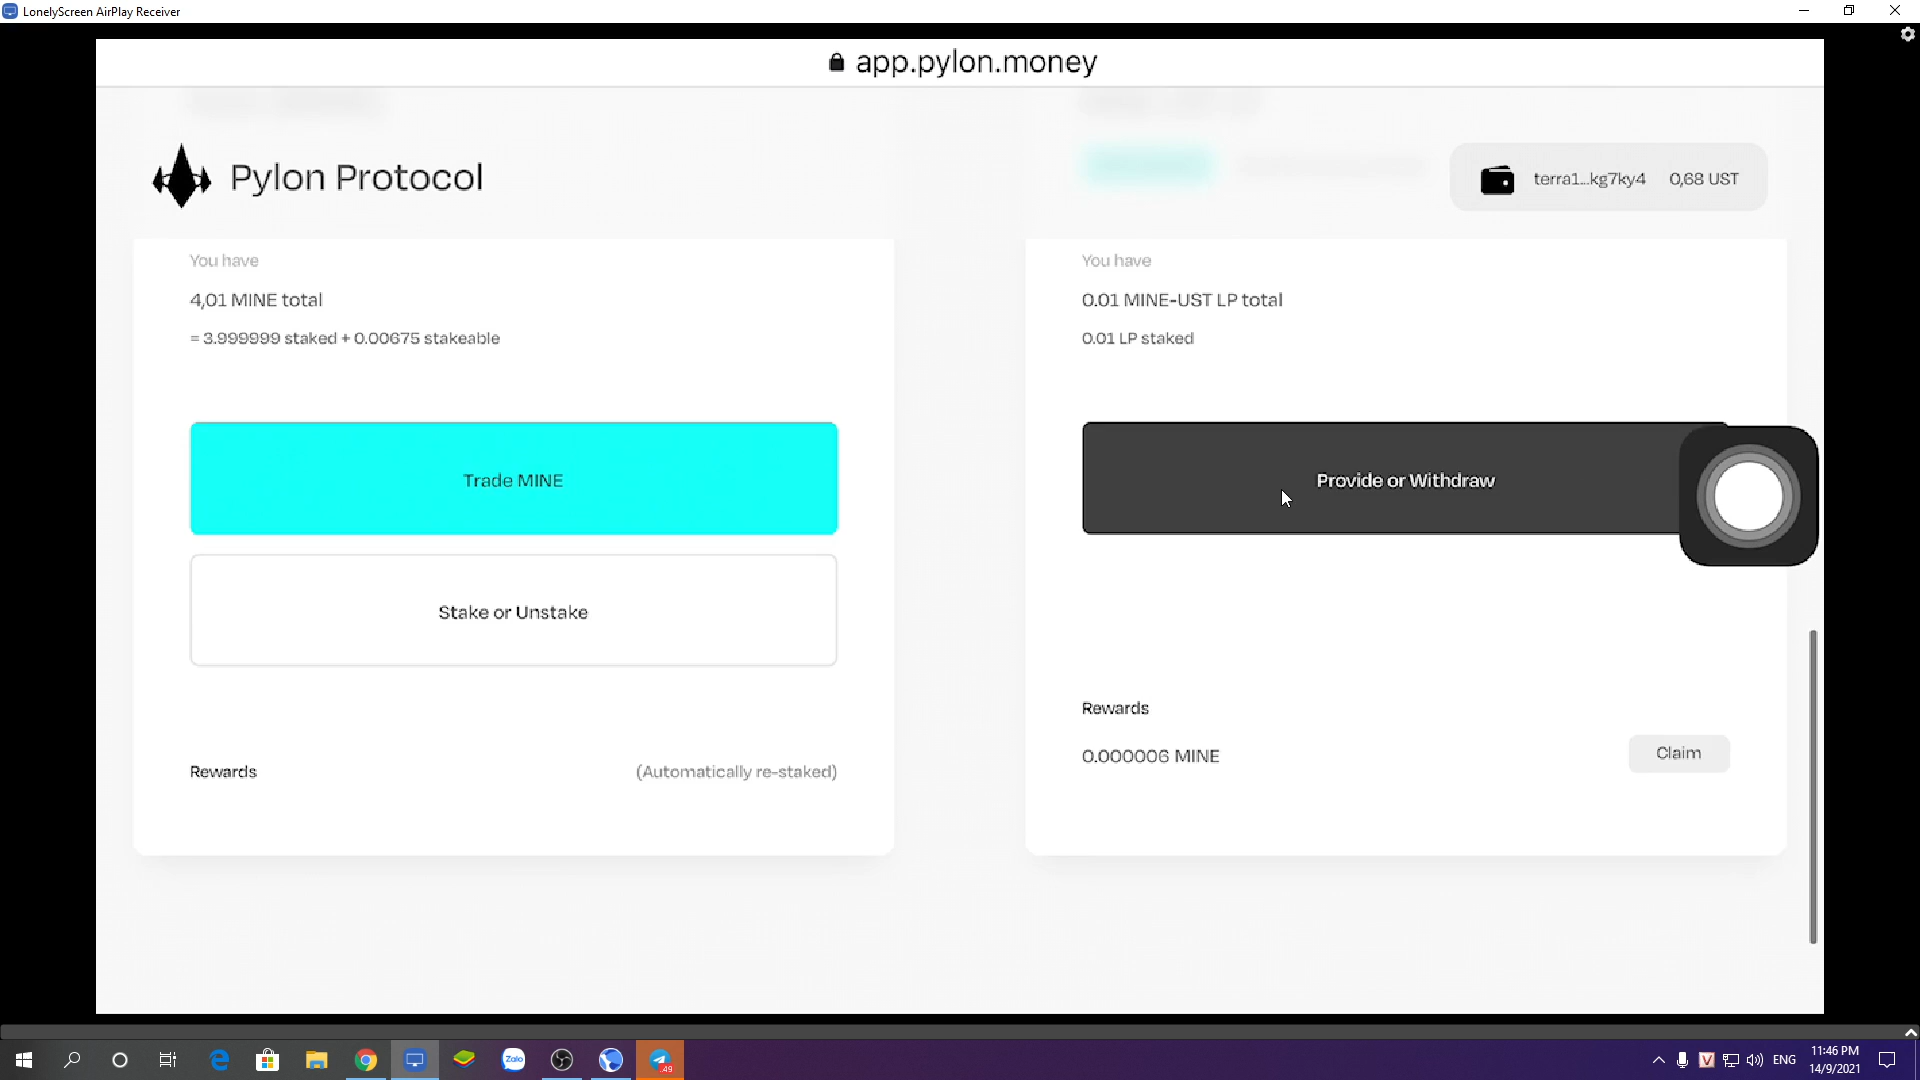 LonelyScreen AirPlay Receiver
app.pylon.money
Pylon Protocol
terra1...kg7ky4 0,68 UST
You have
4,01 MINE total
= 3.999999 staked + 0.00675 stakeable
Trade MINE
Stake or Unstake
Rewards (Automatically re-staked)
You have
0.01 MINE-UST LP total
0.01 LP staked
Provide or Withdraw
Rewards
0.000006 MINE Claim
Zalo
49
V
ENG
11:46 PM
14/9/2021